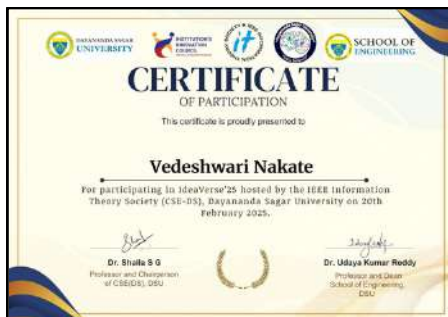 DAYANANDA SAGAR
UNIVERSITY
INSTITUTION'S
INNOVATION
COUNCIL
SCHOOL OF
ENGINEERING
CERTIFICATE
OF PARTICIPATION
This certificate is proudly presented to
Vedeshwari Nakate
For participating in IdeaVerse'25 hosted by the IEEE Information
Theory Society (CSE-DS), Dayananda Sagar University on 20th
February 2025.
Dr. Shaila S G
Professor and Chairperson
of CSE(DS), DSU
Dr. Udaya Kumar Reddy
Professor and Dean
School of Engineering,
DSU